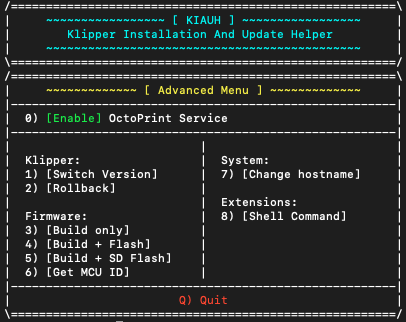 /=======================================================\
|     ~~~~~~~~~~~~~~~~~ [ KIAUH ] ~~~~~~~~~~~~~~~~~     |
|        Klipper Installation And Update Helper         |
|     ~~~~~~~~~~~~~~~~~~~~~~~~~~~~~~~~~~~~~~~~~~~~~     |
\=======================================================/
/=======================================================\
|     ~~~~~~~~~~~~~ [ Advanced Menu ] ~~~~~~~~~~~~~     |
|-------------------------------------------------------|
|  0) [Enable] OctoPrint Service                        |
|-------------------------------------------------------|
|                           |                           |
|  Klipper:                 |  System:                  |
|  1) [Switch Version]      |  7) [Change hostname]     |
|  2) [Rollback]            |                           |
|                           |  Extensions:              |
|  Firmware:                |  8) [Shell Command]       |
|  3) [Build only]          |                           |
|  4) [Build + Flash]       |                           |
|  5) [Build + SD Flash]    |                           |
|  6) [Get MCU ID]          |                           |
|-------------------------------------------------------|
|                        Q) Quit                        |
\=======================================================/